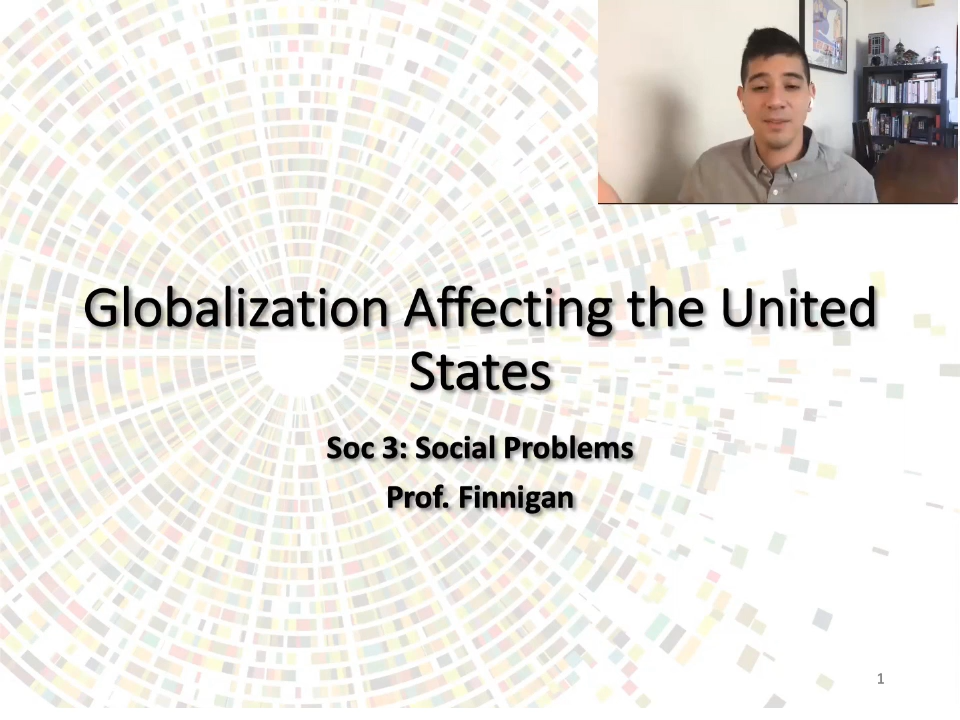 Globalization Affecting the United
States
Soc 3: Social Problems
Prof. Finnigan
1